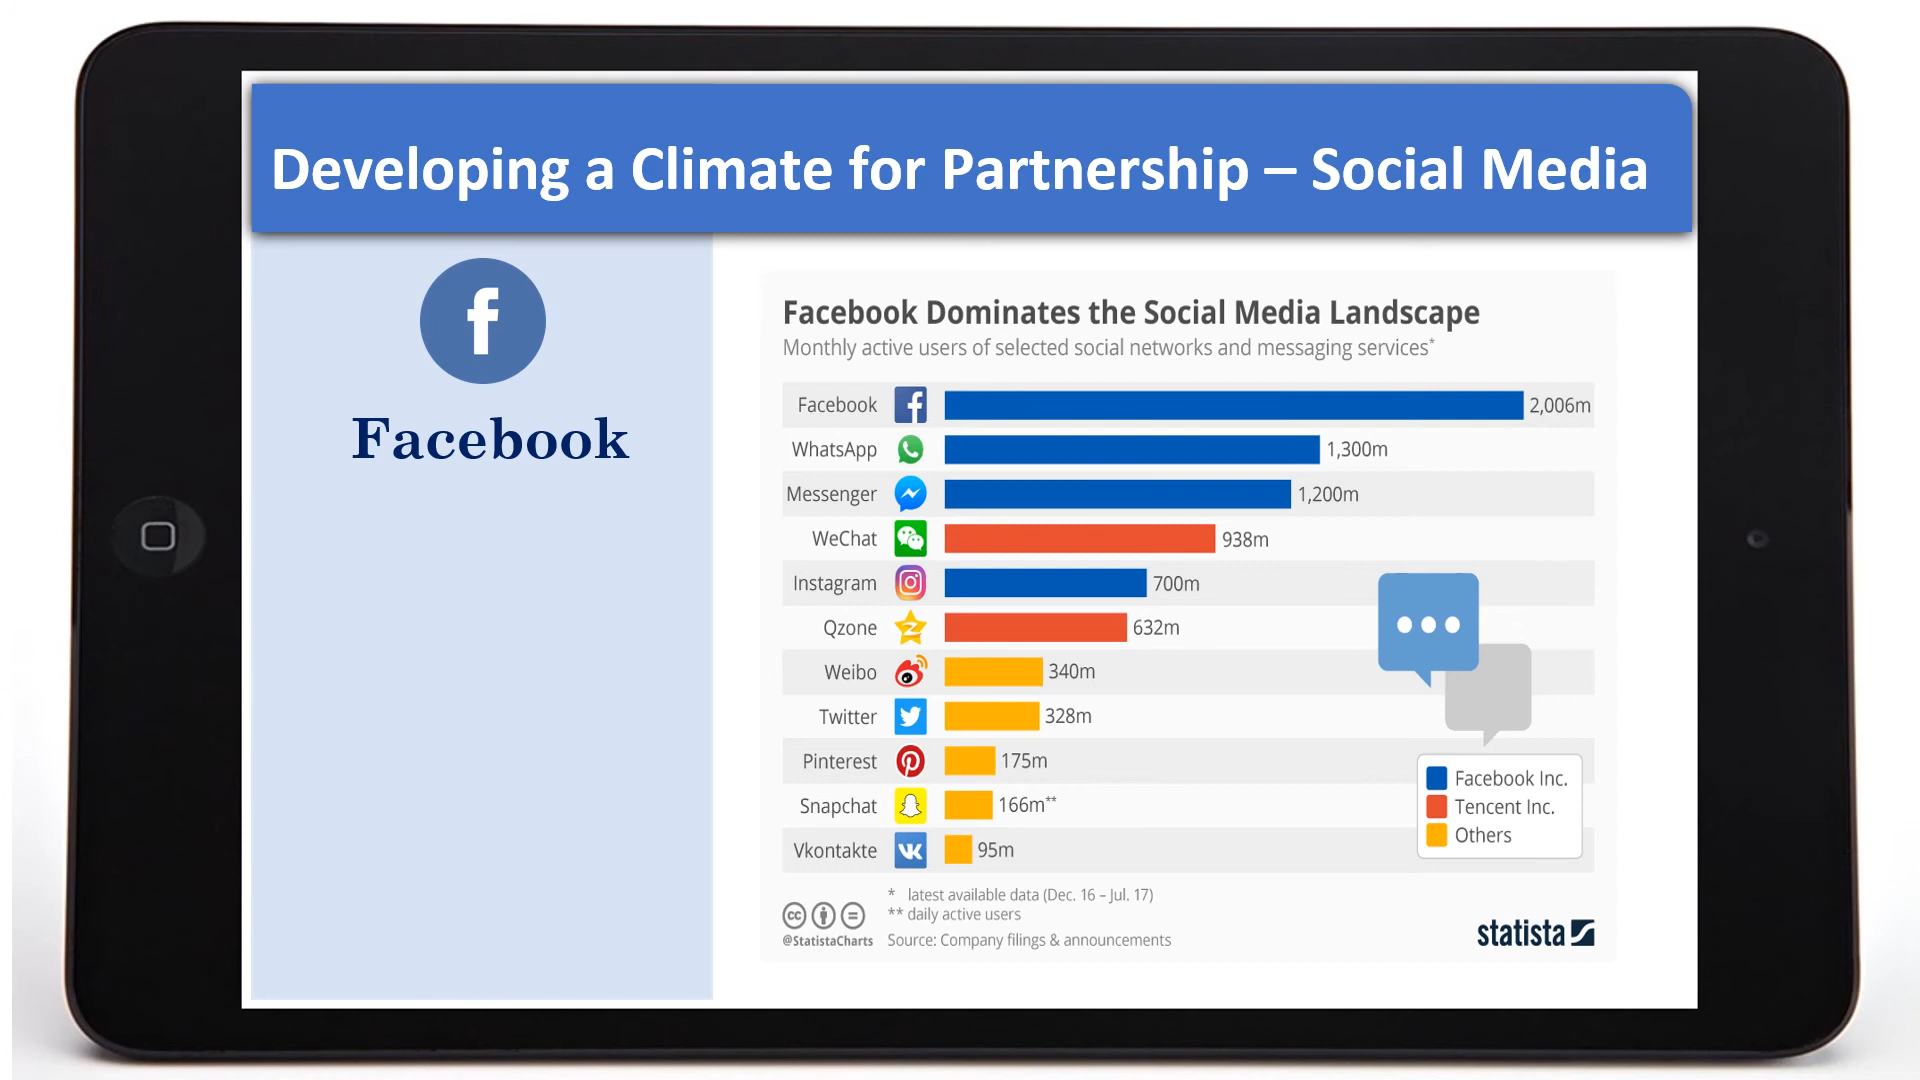 Developing a Climate for Partnership – Social Media
f
Facebook
Facebook Dominates the Social Media Landscape
Monthly active users of selected social networks and messaging services*
Facebook f 2,006m
WhatsApp 1,300m
Messenger 1,200m
WeChat 938m
Instagram 700m
Qzone 632m
Weibo 340m
Twitter 328m
Pinterest 175m
Snapchat 166m**
Vkontakte VK 95m
Facebook Inc.
Tencent Inc.
Others
* latest available data (Dec. 16 – Jul. 17)
** daily active users
cc
@StatistaCharts Source: Company filings & announcements
statista